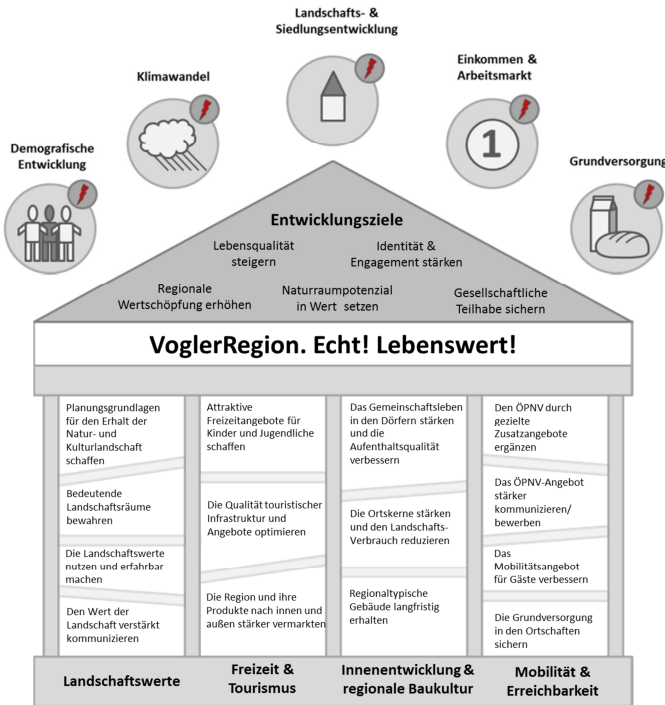 Landschafts- &
Siedlungsentwicklung
Klimawandel
Einkommen &
Arbeitsmarkt
Demografische
Entwicklung
Grundversorgung
1
Entwicklungsziele
Lebensqualität
steigern
Identität &
Engagement stärken
Regionale
Wertschöpfung erhöhen
Naturraumpotenzial
in Wert setzen
Gesellschaftliche
Teilhabe sichern
VoglerRegion. Echt! Lebenswert!
Planungsgrundlagen
für den Erhalt der
Natur- und
Kulturlandschaft
schaffen
Bedeutende
Landschaftsräume
bewahren
Die Landschaftswerte
nutzen und erfahrbar
machen
Den Wert der
Landschaft verstärkt
kommunizieren
Landschaftswerte
Attraktive
Freizeitangebote für
Kinder und Jugendliche
schaffen
Die Qualität touristischer
Infrastruktur und
Angebote optimieren
Die Region und ihre
Produkte nach innen und
außen stärker vermarkten
Freizeit &
Tourismus
Das Gemeinschaftsleben
in den Dörfern stärken
und die
Aufenthaltsqualität
verbessern
Die Ortskerne stärken
und den Landschafts-
Verbrauch reduzieren
Regionaltypische
Gebäude langfristig
erhalten
Innenentwicklung &
regionale Baukultur
Den ÖPNV durch
gezielte
Zusatzangebote
ergänzen
Das ÖPNV-Angebot
stärker
kommunizieren/
bewerben
Das
Mobilitätsangebot
für Gäste verbessern
Die Grundversorgung
in den Ortschaften
sichern
Mobilität &
Erreichbarkeit